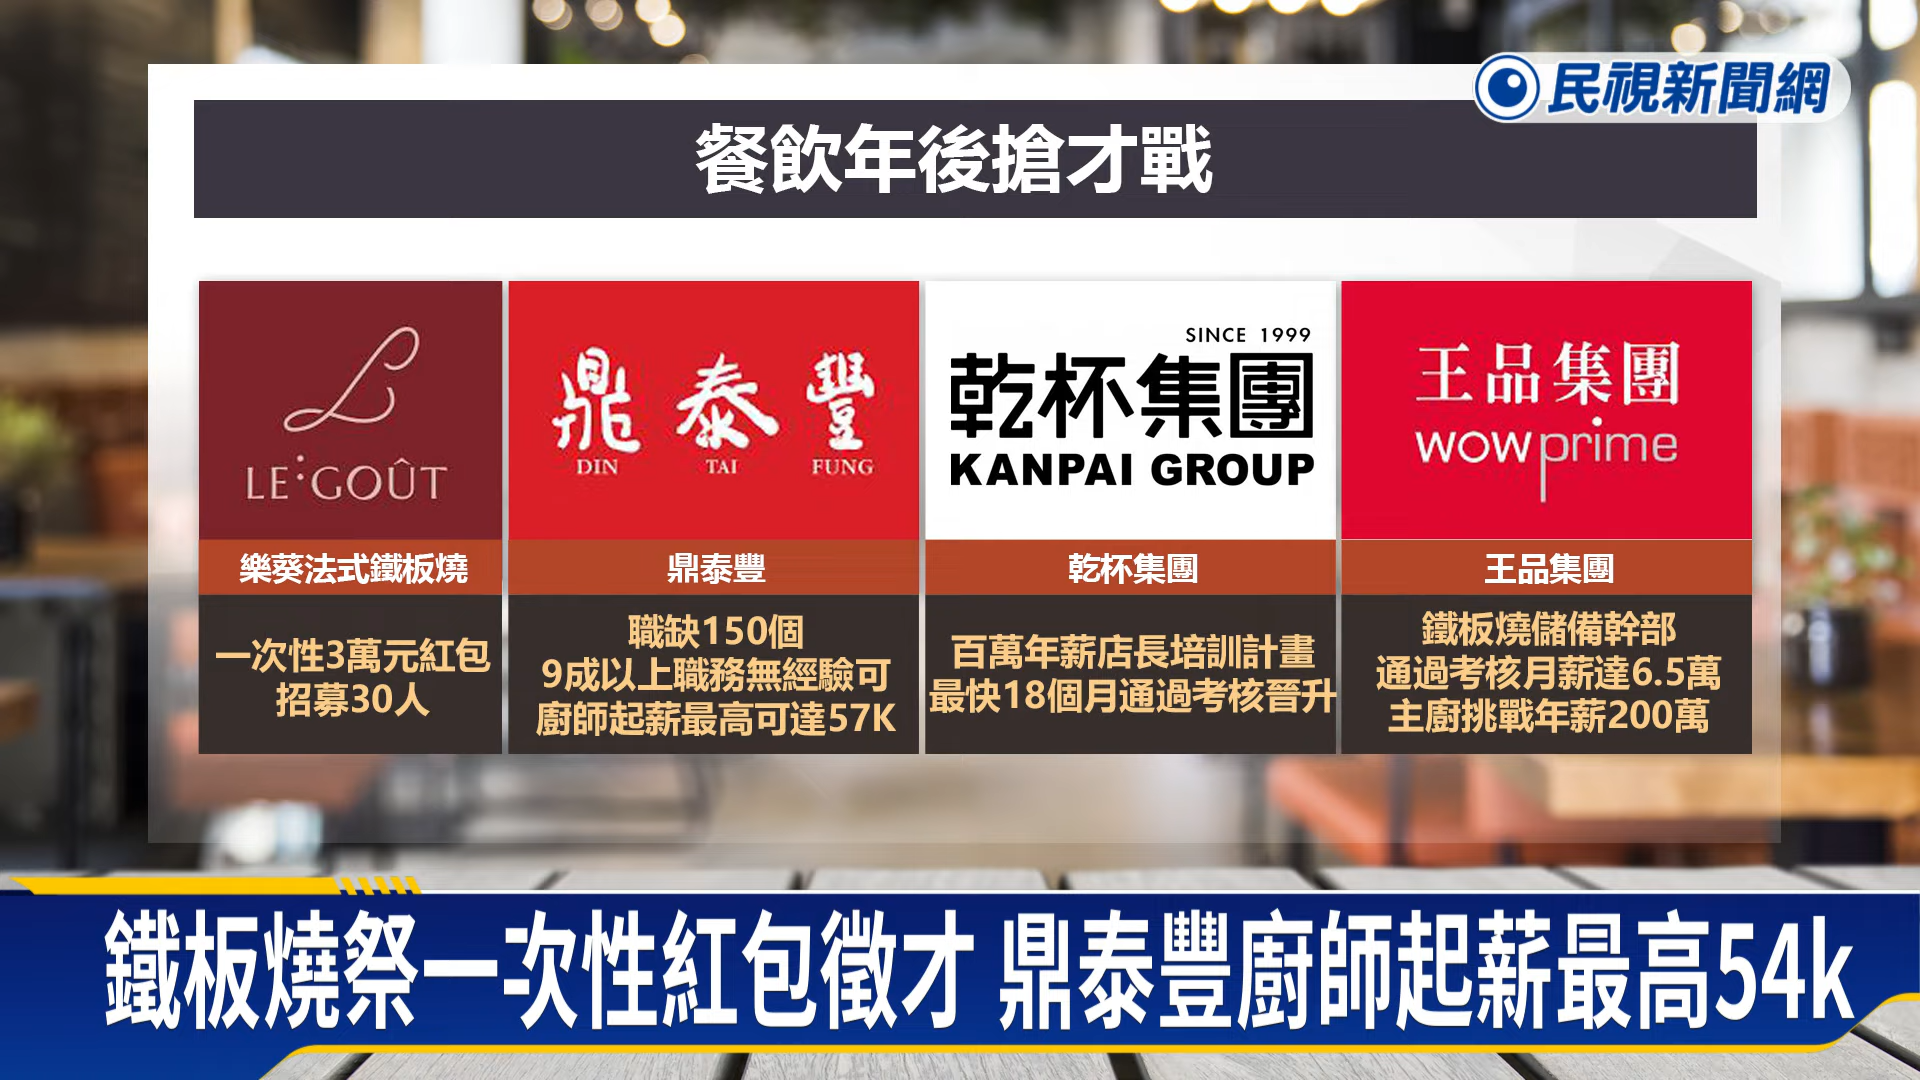 民視新聞網
餐飲年後搶才戰
LE:GOÛT
鼎泰豐
DIN TAI FUNG
SINCE 1999
乾杯集團
KANPAI GROUP
王品集團
wowprime
樂葵法式鐵板燒
一次性3萬元紅包
招募30人
鼎泰豐
職缺150個
9成以上職務無經驗可
廚師起薪最高可達57K
乾杯集團
百萬年薪店長培訓計畫
最快18個月通過考核晉升
王品集團
鐵板燒儲備幹部
通過考核月薪達6.5萬
主廚挑戰年薪200萬
鐵板燒祭一次性紅包徵才 鼎泰豐廚師起薪最高54k